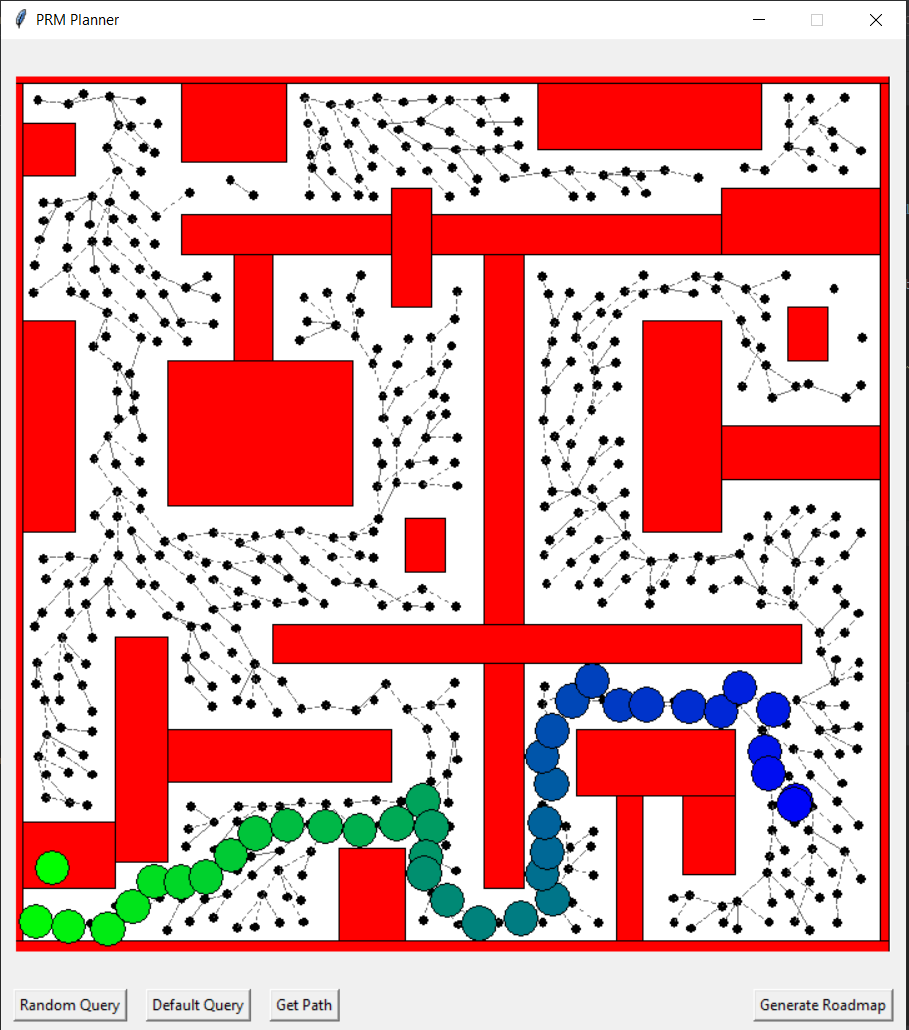 PRM Planner
Random Query
Default Query
Get Path
Generate Roadmap